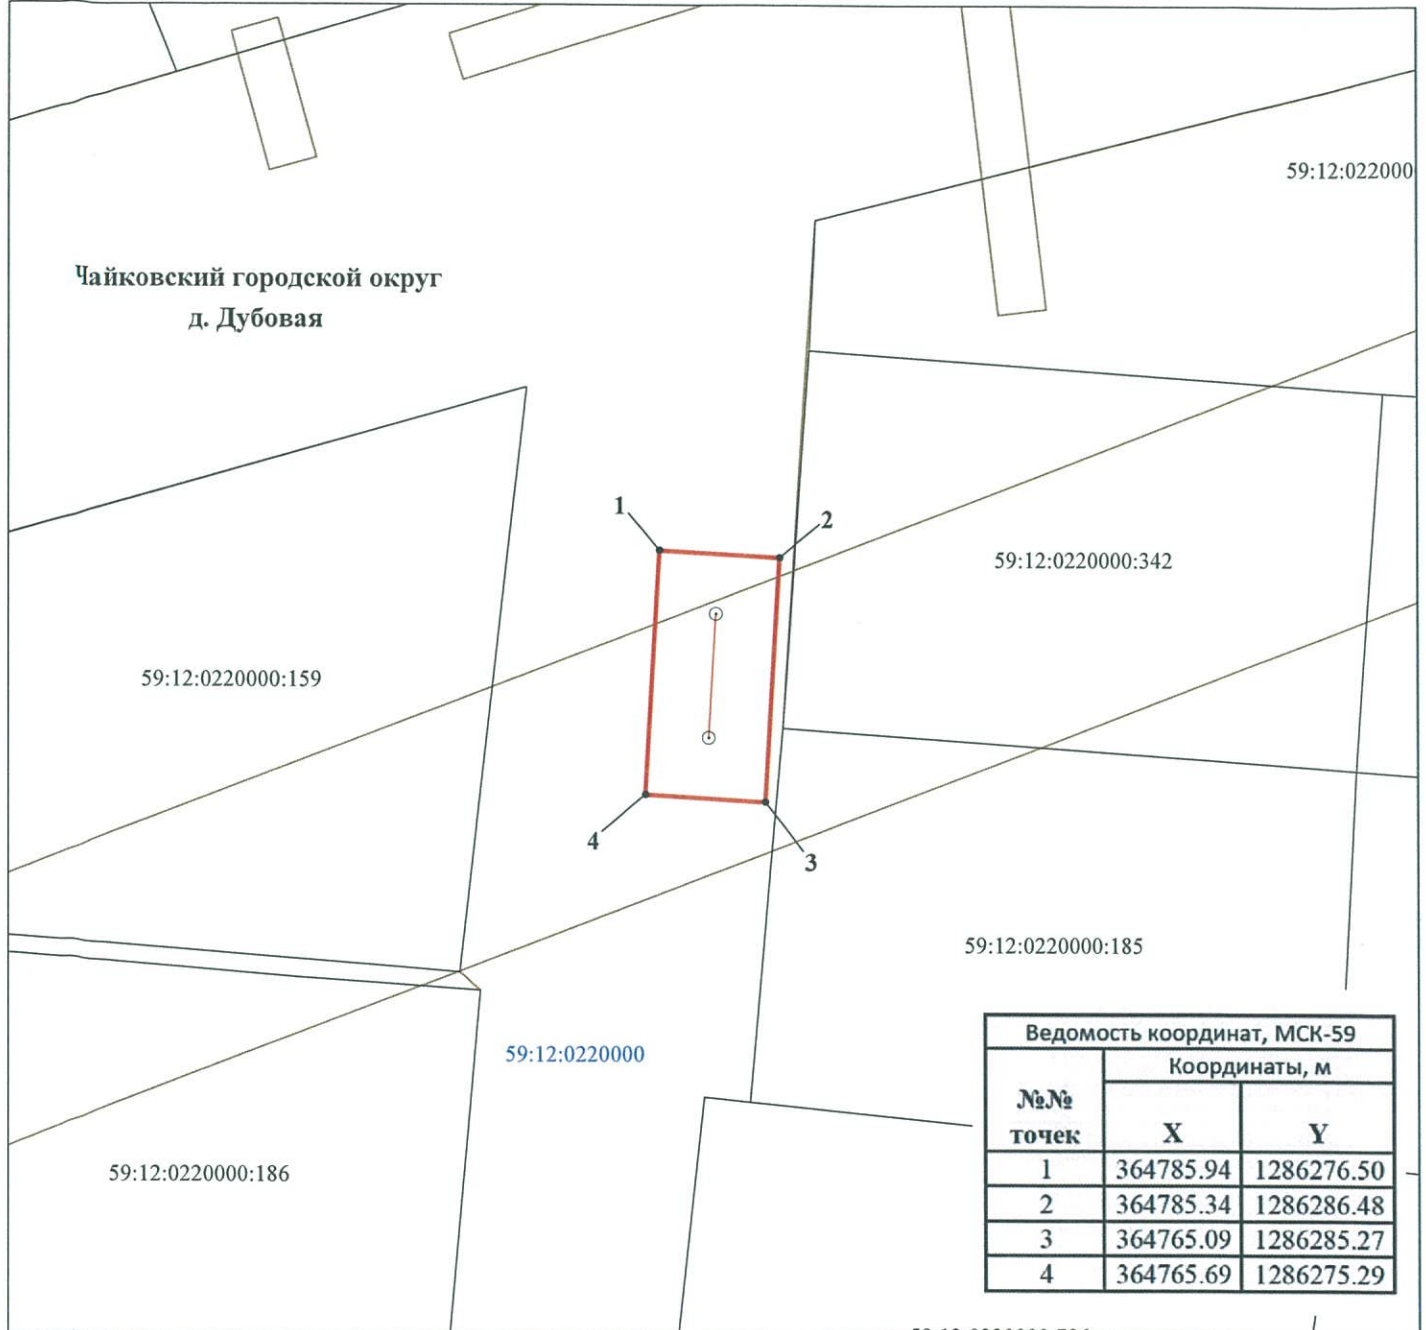 59:12:022000
Чайковский городской округ
д. Дубовая
1
2
59:12:0220000:342
59:12:0220000:159
4
3
59:12:0220000:185
59:12:0220000
59:12:0220000:186
Ведомость координат, МСК-59
№№ точек
Координаты, м
X Y
1 364785.94 1286276.50
2 364785.34 1286286.48
3 364765.09 1286285.27
4 364765.69 1286275.29